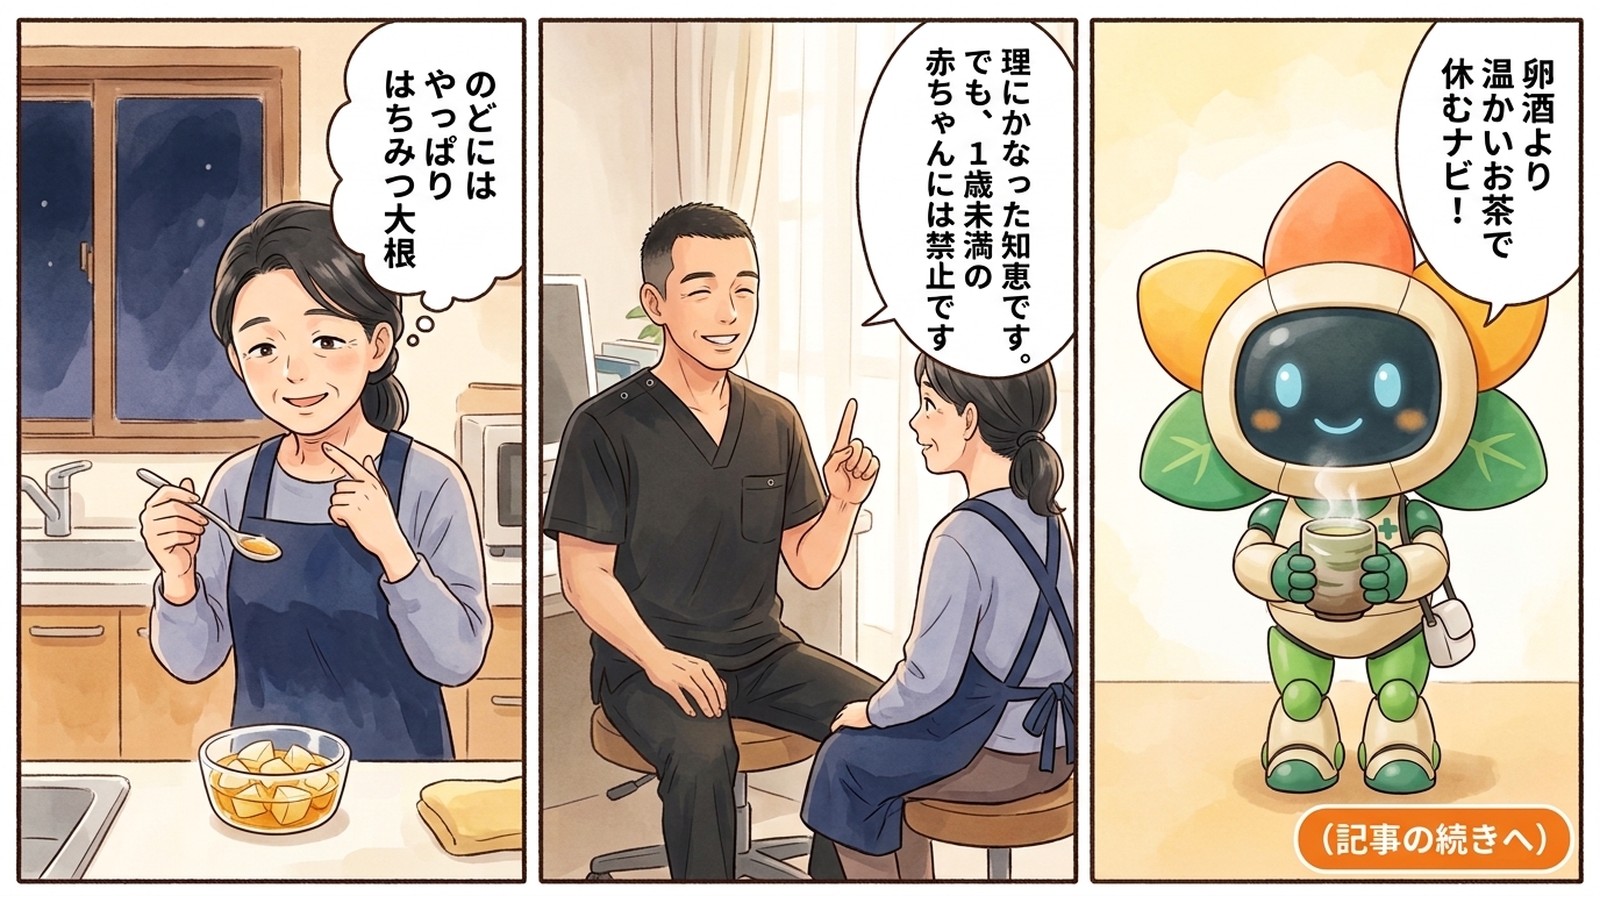 のどには
やっぱり
はちみつ大根
理にかなった知恵です。
でも、１歳未満の
赤ちゃんには禁止です
卵酒より
温かいお茶で
休むナビ！
（記事の続きへ）